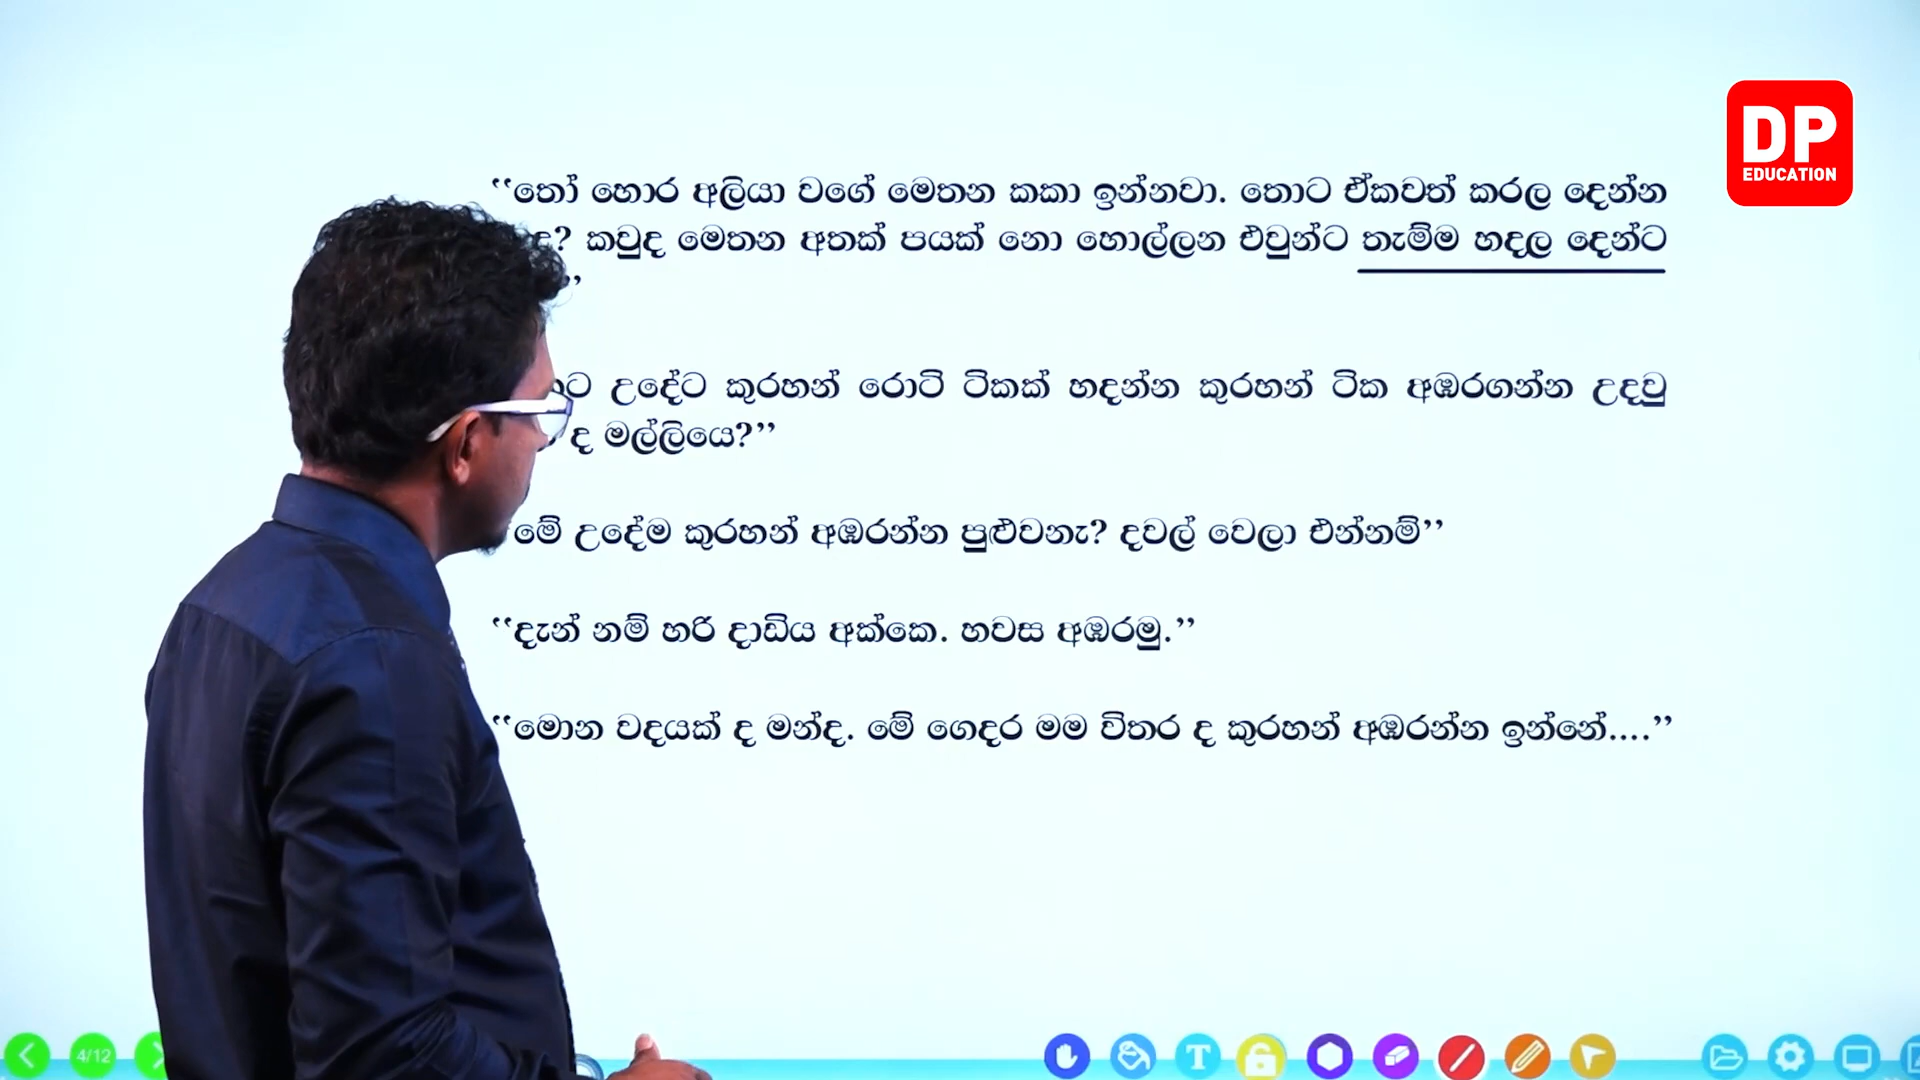 DP
EDUCATION
‘‘තෝ හොර අලියා වගේ මෙතන කකා ඉන්නවා. තොට ඒකවත් කරල දෙන්න
ද? කවුද මෙතන අතක් පයක් නො හොල්ලන එවුන්ට තැම්ම හදල දෙන්ට
’’
උදේට කුරහන් රොටි ටිකක් හදන්න කුරහන් ටික අඹරගන්න උදවු
ද මල්ලියෙ?’’
මේ උදේම කුරහන් අඹරන්න පුළුවනැ? දවල් වෙලා එන්නම්’’
‘‘දැන් නම් හරි දාඩිය අක්කෙ. හවස අඹරමු.’’
‘‘මොන වදයක් ද මන්ද. මේ ගෙදර මම විතර ද කුරහන් අඹරන්න ඉන්නේ....’’
4/12
T